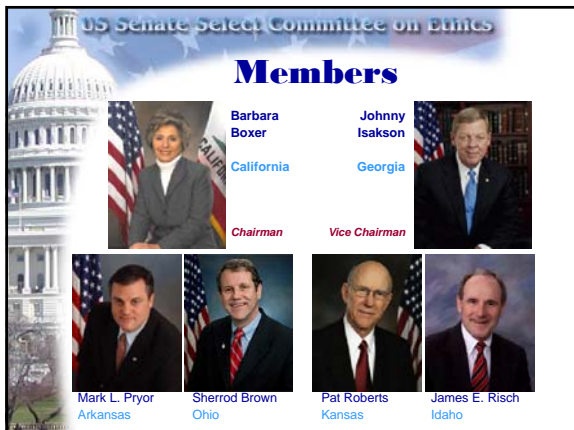 US Senate Select Committee on Ethics
Members
Barbara
Boxer
California
Chairman
Johnny
Isakson
Georgia
Vice Chairman
Mark L. Pryor
Arkansas
Sherrod Brown
Ohio
Pat Roberts
Kansas
James E. Risch
Idaho